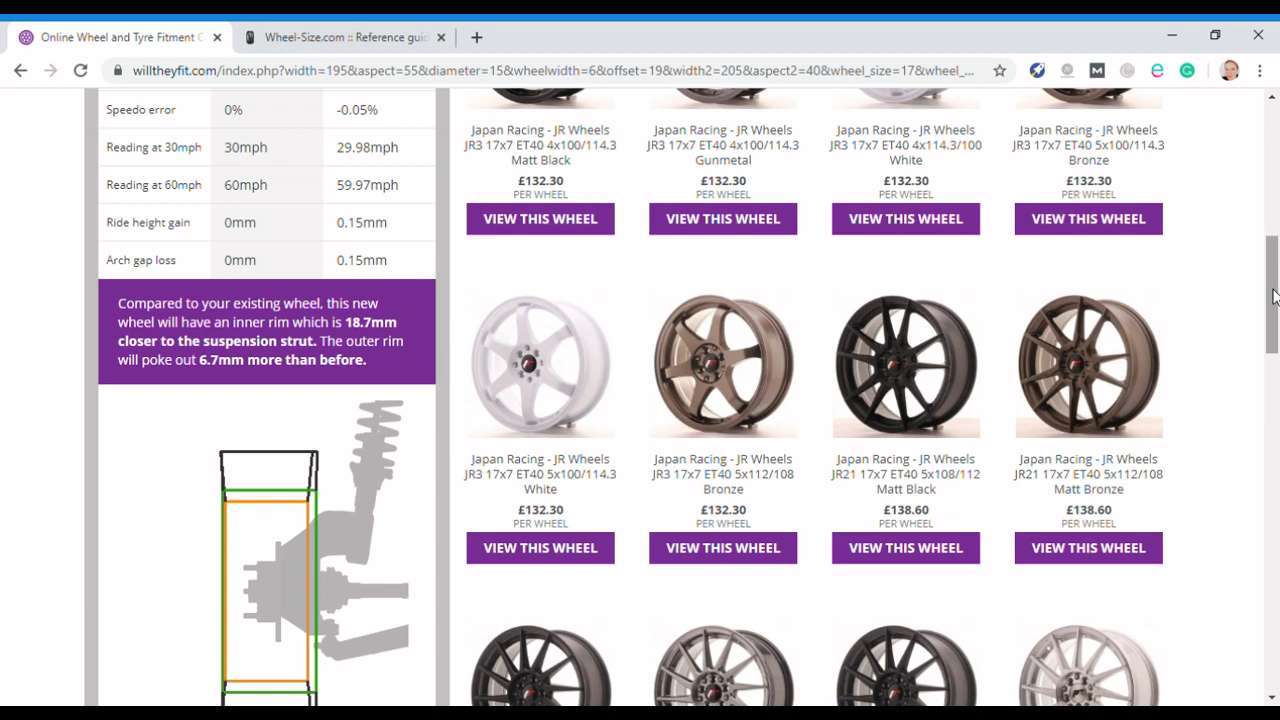 Online Wheel and Tyre Fitment C
Wheel-Size.com :: Reference guid
willtheyfit.com/index.php?width=195&aspect=55&diameter=15&wheelwidth=6&offset=19&width2=205&aspect2=40&wheel_size=17&wheel_...
Speedo error 0% -0.05%
Reading at 30mph 30mph 29.98mph
Reading at 60mph 60mph 59.97mph
Ride height gain 0mm 0.15mm
Arch gap loss 0mm 0.15mm
Compared to your existing wheel, this new
wheel will have an inner rim which is 18.7mm
closer to the suspension strut. The outer rim
will poke out 6.7mm more than before.
Japan Racing - JR Wheels
JR3 17x7 ET40 4x100/114.3
Matt Black
£132.30
PER WHEEL
VIEW THIS WHEEL
Japan Racing - JR Wheels
JR3 17x7 ET40 4x100/114.3
Gunmetal
£132.30
PER WHEEL
VIEW THIS WHEEL
Japan Racing - JR Wheels
JR3 17x7 ET40 4x114.3/100
White
£132.30
PER WHEEL
VIEW THIS WHEEL
Japan Racing - JR Wheels
JR3 17x7 ET40 5x100/114.3
Bronze
£132.30
PER WHEEL
VIEW THIS WHEEL
Japan Racing - JR Wheels
JR3 17x7 ET40 5x100/114.3
White
£132.30
PER WHEEL
VIEW THIS WHEEL
Japan Racing - JR Wheels
JR3 17x7 ET40 5x112/108
Bronze
£132.30
PER WHEEL
VIEW THIS WHEEL
Japan Racing - JR Wheels
JR21 17x7 ET40 5x108/112
Matt Black
£138.60
PER WHEEL
VIEW THIS WHEEL
Japan Racing - JR Wheels
JR21 17x7 ET40 5x112/108
Matt Bronze
£138.60
PER WHEEL
VIEW THIS WHEEL